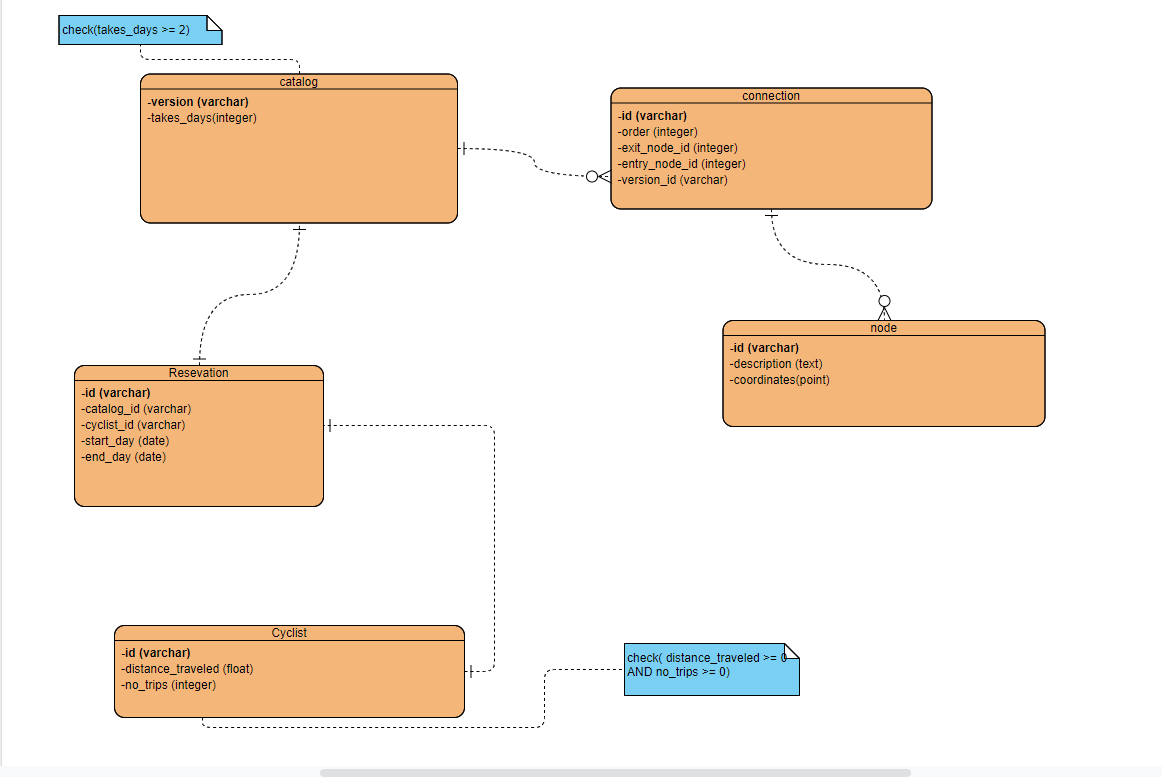 check(takes_days >= 2)
catalog
-version (varchar)
-takes_days(integer)
connection
-id (varchar)
-order (integer)
-exit_node_id (integer)
-entry_node_id (integer)
-version_id (varchar)
node
-id (varchar)
-description (text)
-coordinates(point)
Resevation
-id (varchar)
-catalog_id (varchar)
-cyclist_id (varchar)
-start_day (date)
-end_day (date)
Cyclist
-id (varchar)
-distance_traveled (float)
-no_trips (integer)
check( distance_traveled >= 0
AND no_trips >= 0)